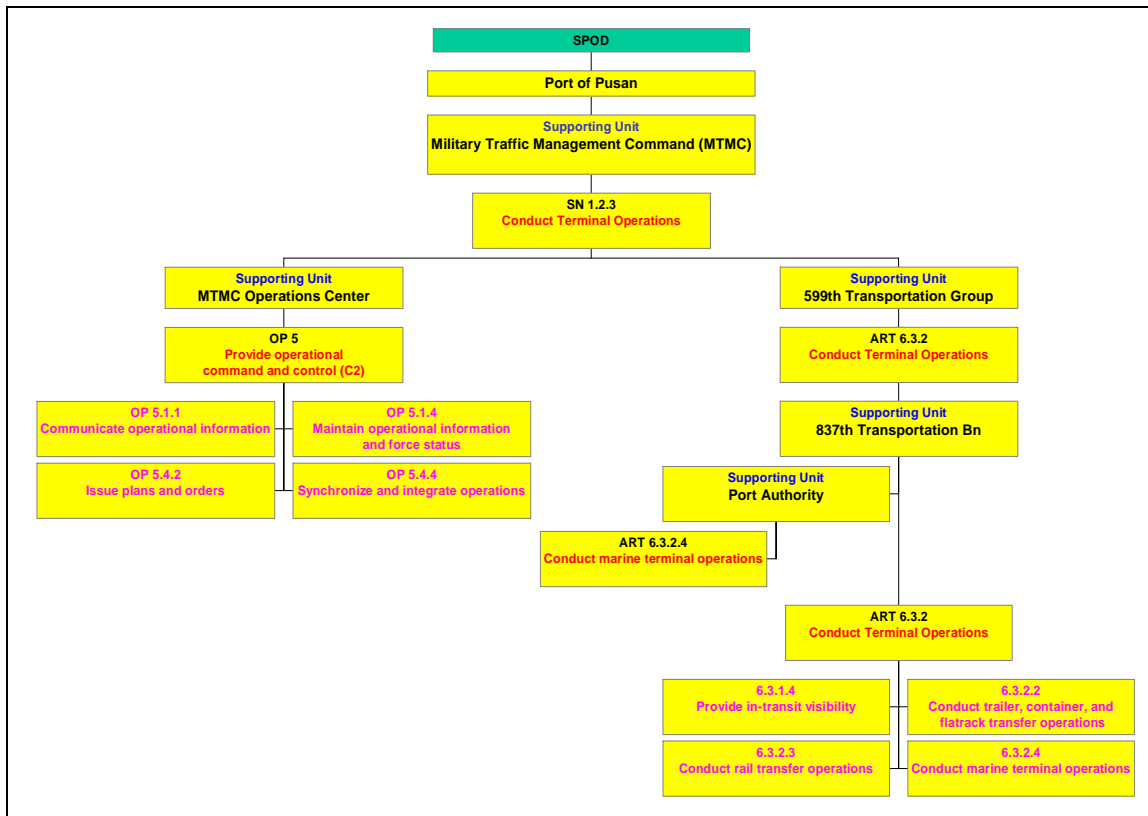 SPOD
Port of Pusan
Supporting Unit
Military Traffic Management Command (MTMC)
SN 1.2.3
Conduct Terminal Operations
Supporting Unit
MTMC Operations Center
Supporting Unit
599th Transportation Group
OP 5
Provide operational
command and control (C2)
ART 6.3.2
Conduct Terminal Operations
OP 5.1.1
Communicate operational information
OP 5.1.4
Maintain operational information
and force status
Supporting Unit
837th Transportation Bn
OP 5.4.2
Issue plans and orders
OP 5.4.4
Synchronize and integrate operations
Supporting Unit
Port Authority
ART 6.3.2.4
Conduct marine terminal operations
ART 6.3.2
Conduct Terminal Operations
6.3.1.4
Provide in-transit visibility
6.3.2.2
Conduct trailer, container, and
flatrack transfer operations
6.3.2.3
Conduct rail transfer operations
6.3.2.4
Conduct marine terminal operations